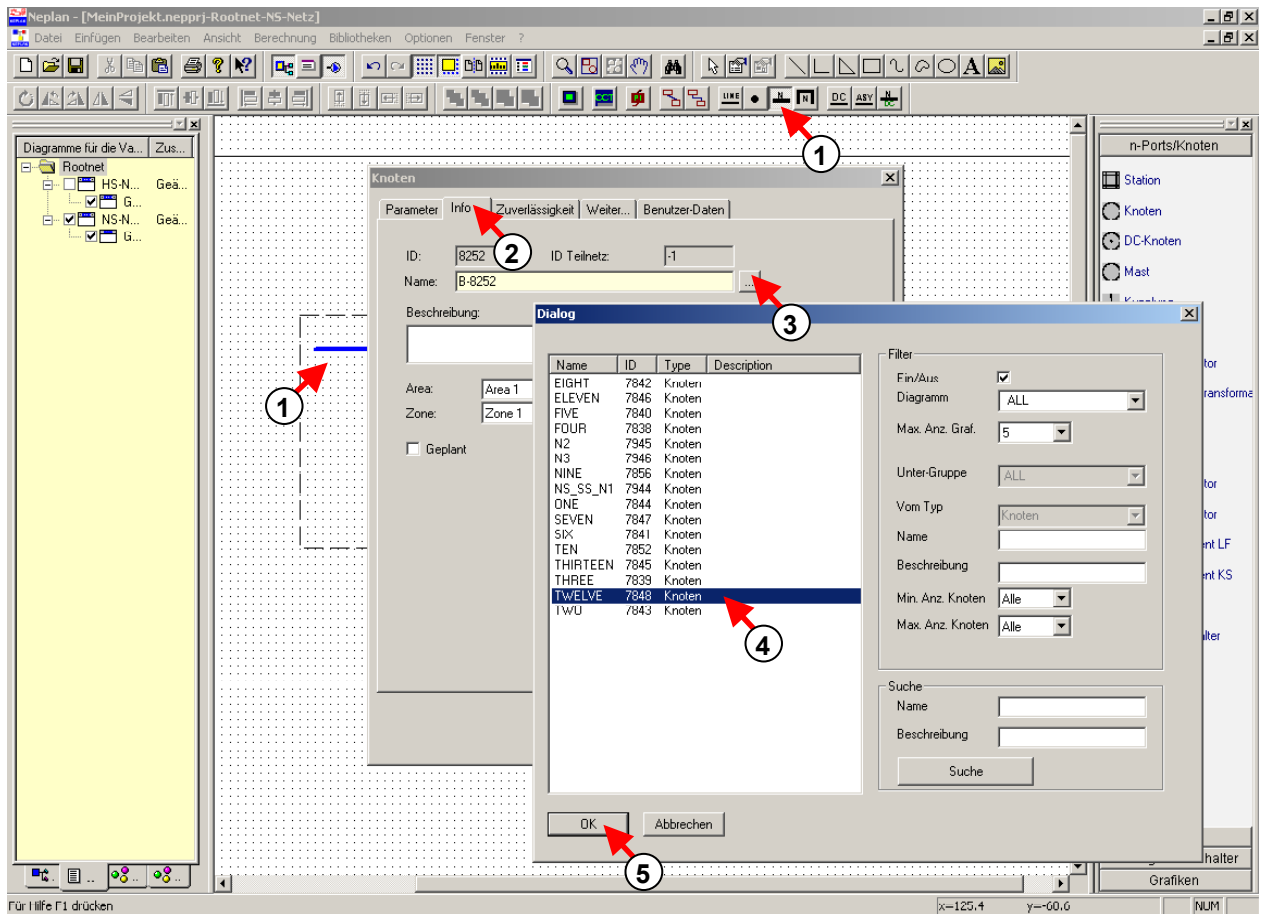 Neplan - [MeinProjekt.nepprj-Rootnet-NS-Netz]
Datei Einfügen Bearbeiten Ansicht Berechnung Bibliotheken Optionen Fenster ?
LINE N N DC ASY N DC
CCT
1
Diagramme für die Va... Zus...
Rootnet
HS-N... Geä...
G...
NS-N... Geä...
G...
Knoten
Parameter Info Zuverlässigkeit Weiter... Benutzer-Daten
2
ID: 8252 ID Teilnetz: -1
Name: B-8252 ...
3
Beschreibung:
Area: Area 1
Zone: Zone 1
Geplant
1
Dialog
Name ID Type Description
EIGHT 7842 Knoten
ELEVEN 7846 Knoten
FIVE 7840 Knoten
FOUR 7838 Knoten
N2 7945 Knoten
N3 7946 Knoten
NINE 7856 Knoten
NS_SS_N1 7944 Knoten
ONE 7844 Knoten
SEVEN 7847 Knoten
SIX 7841 Knoten
TEN 7852 Knoten
THIRTEEN 7845 Knoten
THREE 7839 Knoten
TWELVE 7848 Knoten
TWO 7843 Knoten
4
Filter
Ein/Aus
Diagramm ALL
Max. Anz. Graf. 5
Unter-Gruppe ALL
Vom Typ Knoten
Name
Beschreibung
Min. Anz. Knoten Alle
Max. Anz. Knoten Alle
Suche
Name
Beschreibung
Suche
OK Abbrechen
5
n-Ports/Knoten
Station
Knoten
DC-Knoten
Mast
Kupplung
tor
ransforma
tor
tor
ent LF
ent KS
lter
halter
Grafiken
Für Hilfe F1 drücken
x=125.4 y=-60.6 NUM